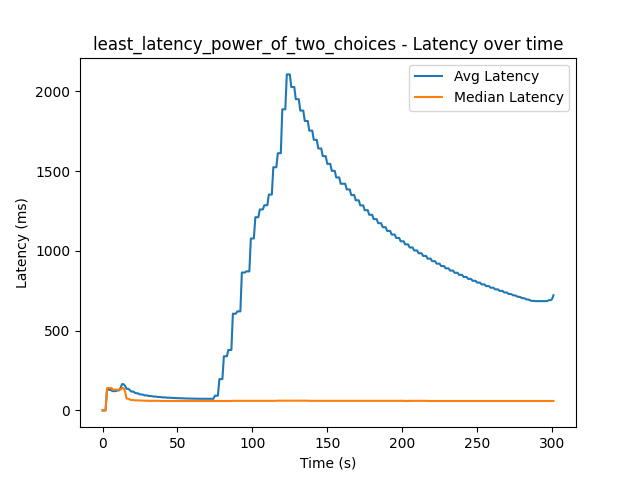 least_latency_power_of_two_choices - Latency over time
Avg Latency
Median Latency
Latency (ms)
2000
1500
1000
500
0
0 50 100 150 200 250 300
Time (s)